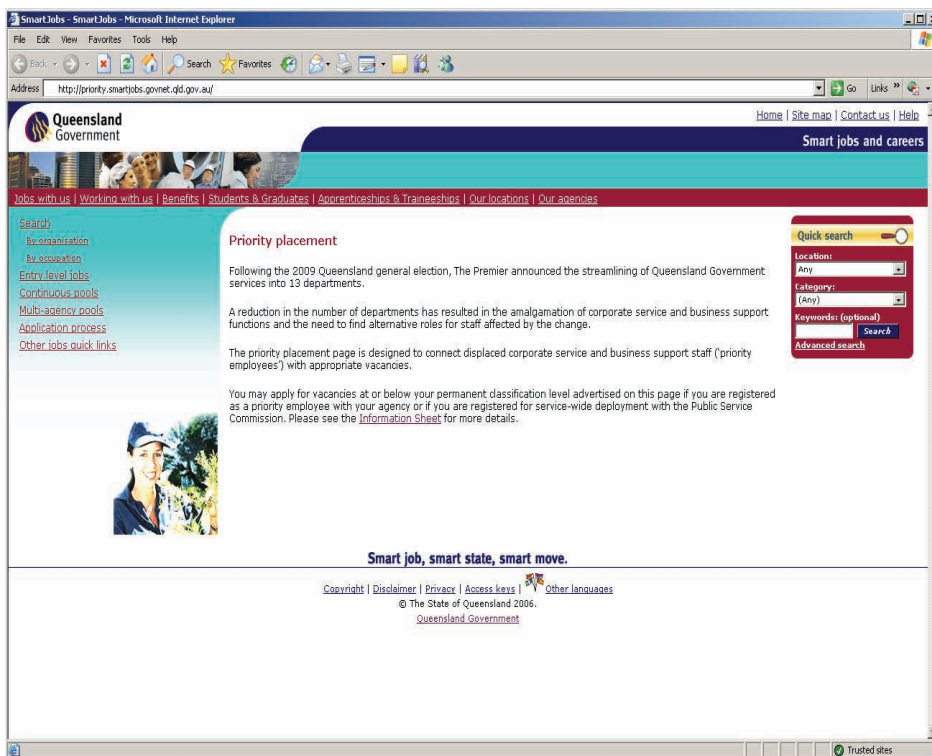 SmartJobs - SmartJobs - Microsoft Internet Explorer
File Edit View Favorites Tools Help
Back Search Favorites
Address http://priority.smartjobs.govnet.qld.gov.au/ Go Links »
Queensland
Government
Home | Site map | Contact us | Help
Smart jobs and careers
Jobs with us | Working with us | Benefits | Students & Graduates | Apprenticeships & Traineeships | Our locations | Our agencies
Search
By organisation
By occupation
Entry level jobs
Continuous pools
Multi-agency pools
Application process
Other jobs quick links
Priority placement
Following the 2009 Queensland general election, The Premier announced the streamlining of Queensland Government
services into 13 departments.
A reduction in the number of departments has resulted in the amalgamation of corporate service and business support
functions and the need to find alternative roles for staff affected by the change.
The priority placement page is designed to connect displaced corporate service and business support staff ('priority
employees') with appropriate vacancies.
You may apply for vacancies at or below your permanent classification level advertised on this page if you are registered
as a priority employee with your agency or if you are registered for service-wide deployment with the Public Service
Commission. Please see the Information Sheet for more details.
Quick search
Location:
Any
Category:
(Any)
Keywords: (optional)
Search
Advanced search
Smart job, smart state, smart move.
Copyright | Disclaimer | Privacy | Access keys | Other languages
© The State of Queensland 2006.
Queensland Government
Trusted sites